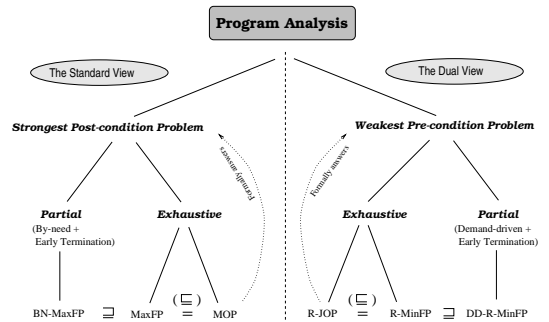 Program Analysis
The Standard View
The Dual View
Strongest Post-condition Problem
Weakest Pre-condition Problem
Formally answers
Formally answers
Partial
(By-need +
Early Termination)
Exhaustive
Exhaustive
Partial
(Demand-driven +
Early Termination)
(⊑)
(⊑)
BN-MaxFP ⊒ MaxFP = MOP
R-JOP = R-MinFP ⊒ DD-R-MinFP